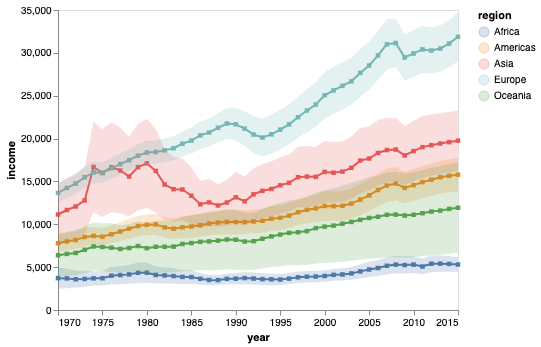 35,000
30,000
25,000
20,000
15,000
10,000
5,000
0
income
1970 1975 1980 1985 1990 1995 2000 2005 2010 2015
year
region
Africa
Americas
Asia
Europe
Oceania